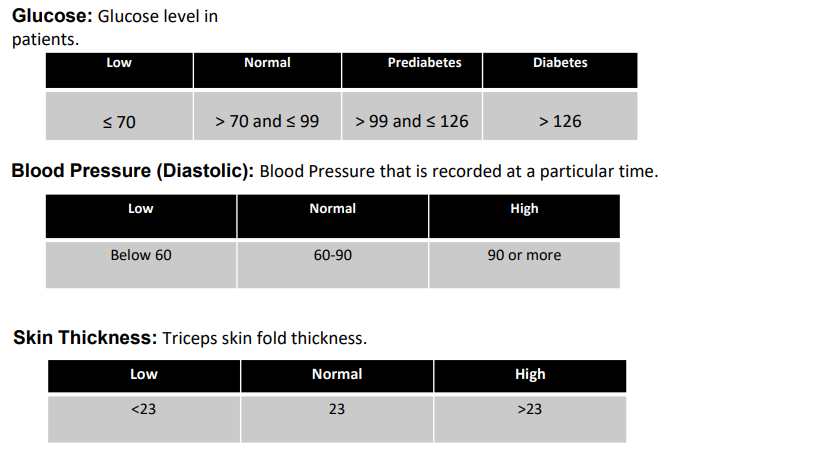 Glucose: Glucose level in
patients.
Low Normal Prediabetes Diabetes
≤ 70 > 70 and ≤ 99 > 99 and ≤ 126 > 126
Blood Pressure (Diastolic): Blood Pressure that is recorded at a particular time.
Low Normal High
Below 60 60-90 90 or more
Skin Thickness: Triceps skin fold thickness.
Low Normal High
<23 23 >23